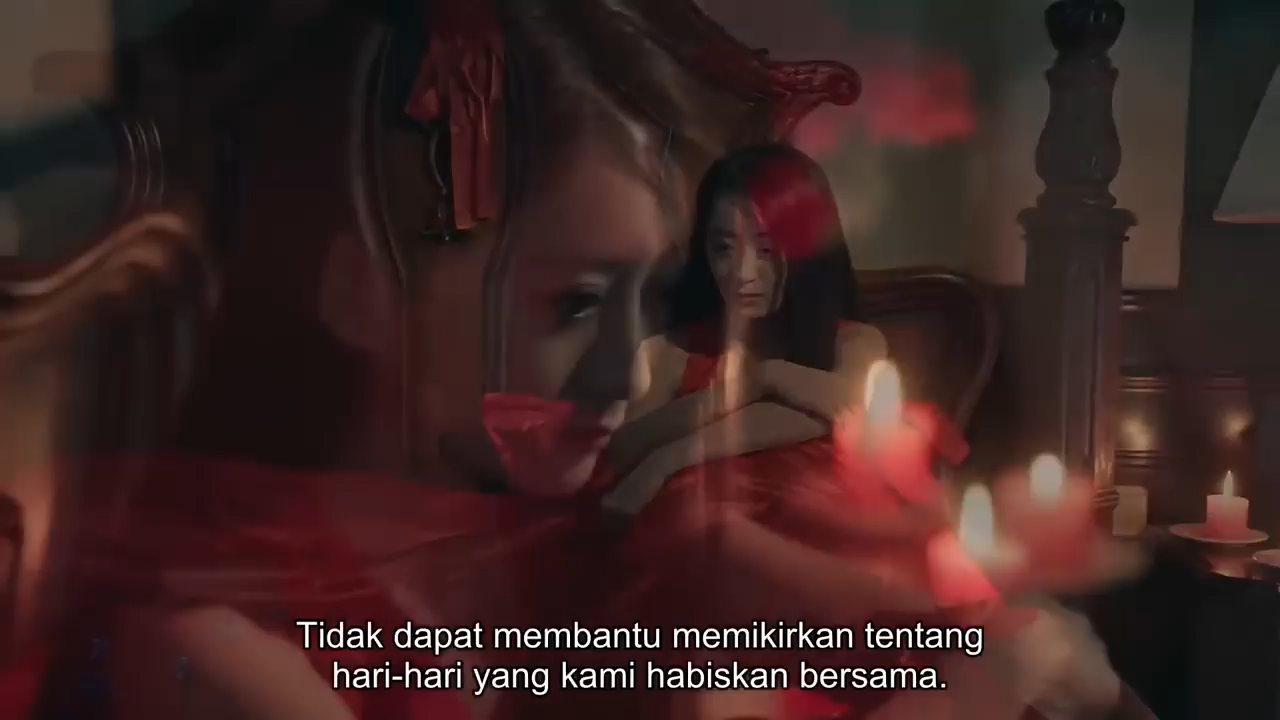 Tidak dapat membantu memikirkan tentang
hari-hari yang kami habiskan bersama.